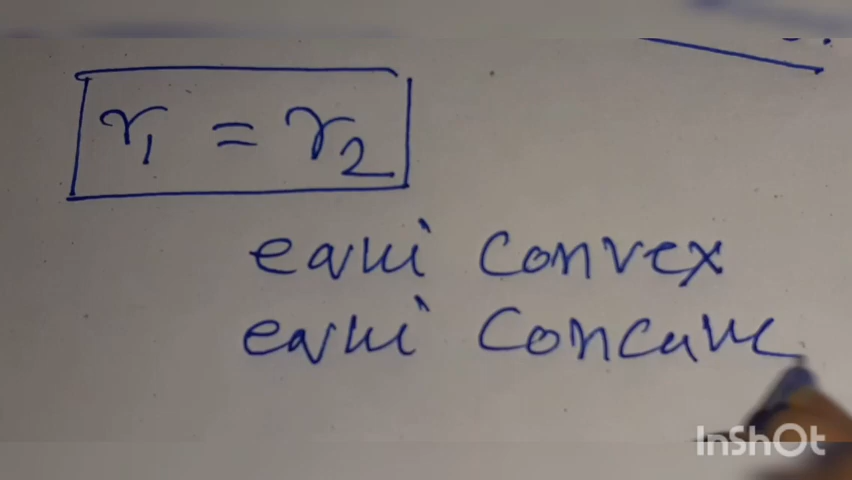 r₁ = r₂
equi convex
equi concave
InShOt